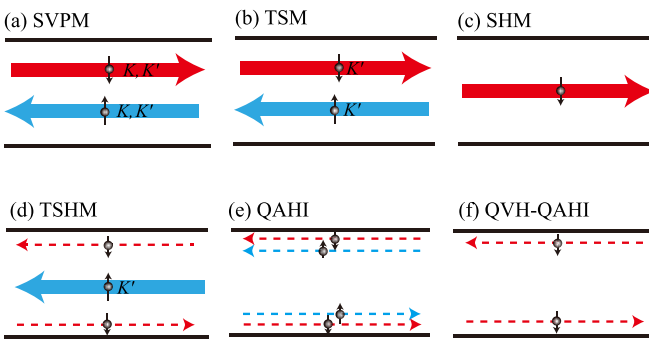 (a) SVPM
(b) TSM
(c) SHM
K, K'
K'
K, K'
K'
(d) TSHM
(e) QAHI
(f) QVH-QAHI
K'